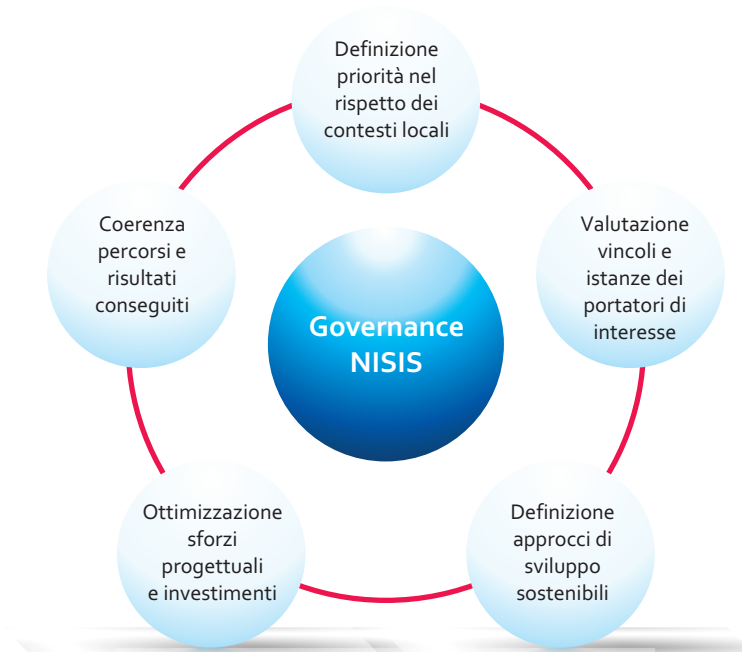 Definizione
priorità nel
rispetto dei
contesti locali
Valutazione
vincoli e
istanze dei
portatori di
interesse
Definizione
approcci di
sviluppo
sostenibili
Ottimizzazione
sforzi
progettuali
e investimenti
Coerenza
percorsi e
risultati
conseguiti
Governance
NISIS